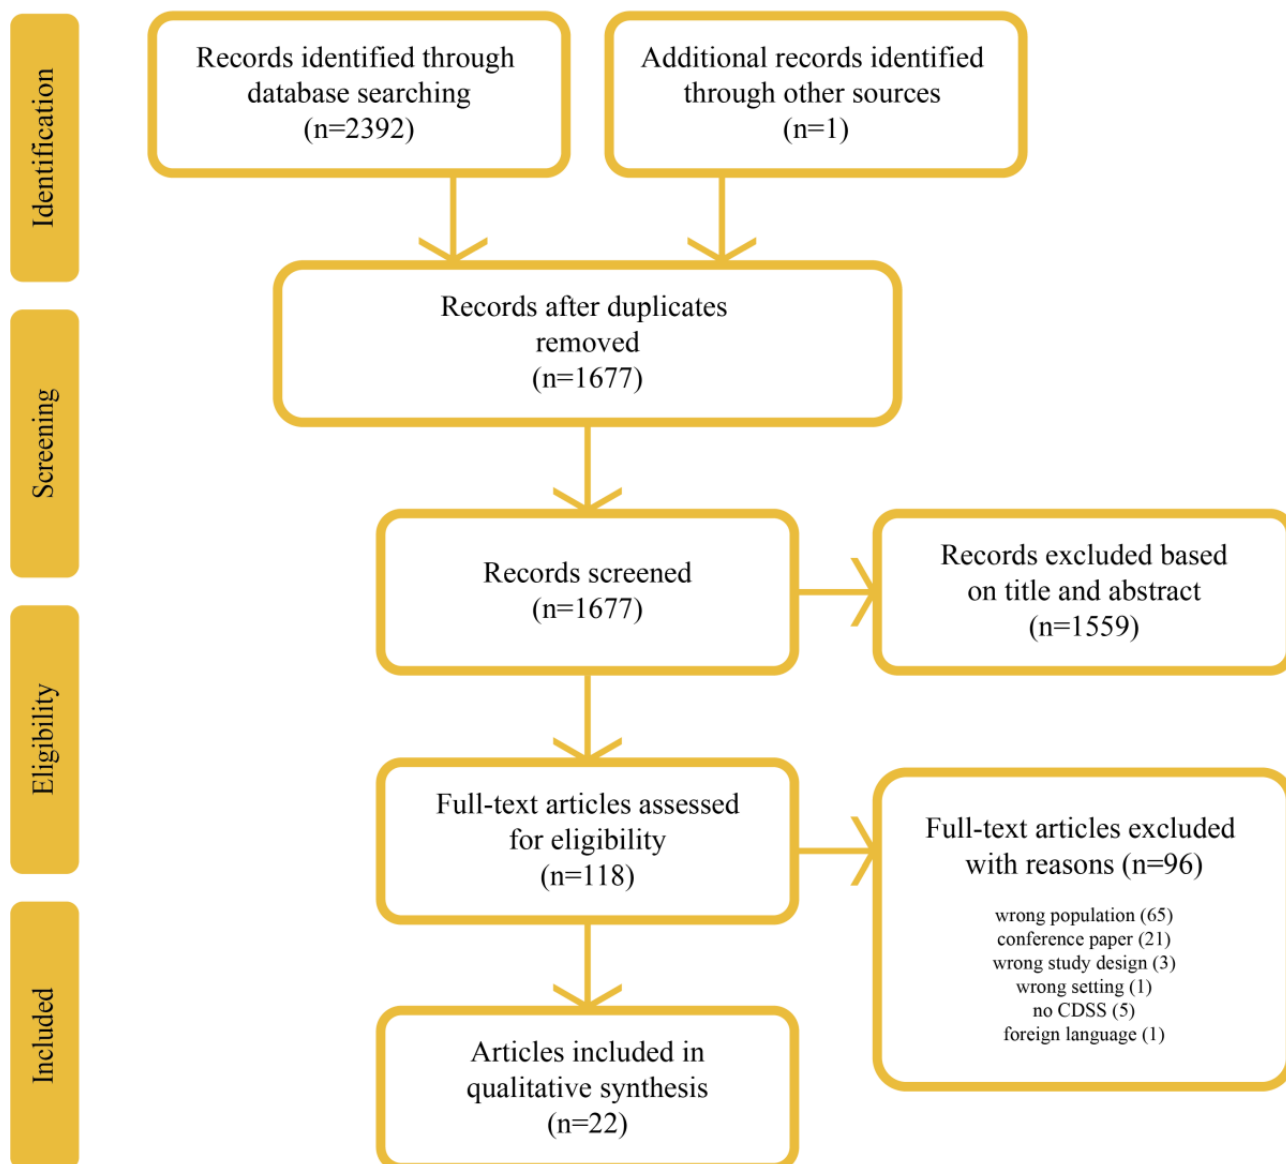 Identification
Records identified through
database searching
(n=2392)
Additional records identified
through other sources
(n=1)
Screening
Records after duplicates
removed
(n=1677)
Records screened
(n=1677)
Records excluded based
on title and abstract
(n=1559)
Eligibility
Full-text articles assessed
for eligibility
(n=118)
Full-text articles excluded
with reasons (n=96)
wrong population (65)
conference paper (21)
wrong study design (3)
wrong setting (1)
no CDSS (5)
foreign language (1)
Included
Articles included in
qualitative synthesis
(n=22)